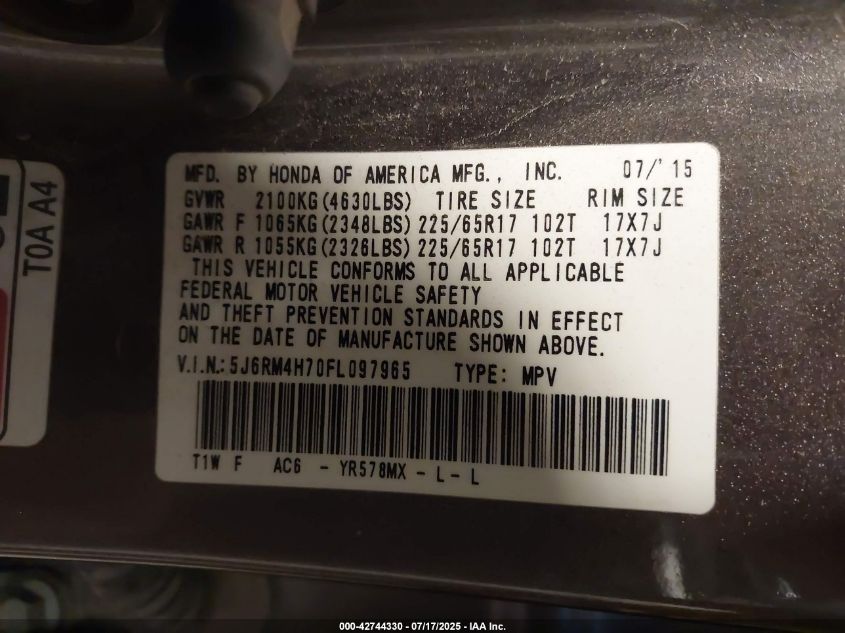 MFD. BY HONDA OF AMERICA MFG., INC. 07/'15
GVWR 2100KG(4630LBS) TIRE SIZE RIM SIZE
GAWR F 1065KG(2348LBS) 225/65R17 102T 17X7J
GAWR R 1055KG(2326LBS) 225/65R17 102T 17X7J
THIS VEHICLE CONFORMS TO ALL APPLICABLE
FEDERAL MOTOR VEHICLE SAFETY
AND THEFT PREVENTION STANDARDS IN EFFECT
ON THE DATE OF MANUFACTURE SHOWN ABOVE.
V.I.N.: 5J6RM4H70FL097965 TYPE: MPV
T1W F AC6 - YR578MX - L - L
T0A A4
000-42744330 - 07/17/2025 - IAA Inc.